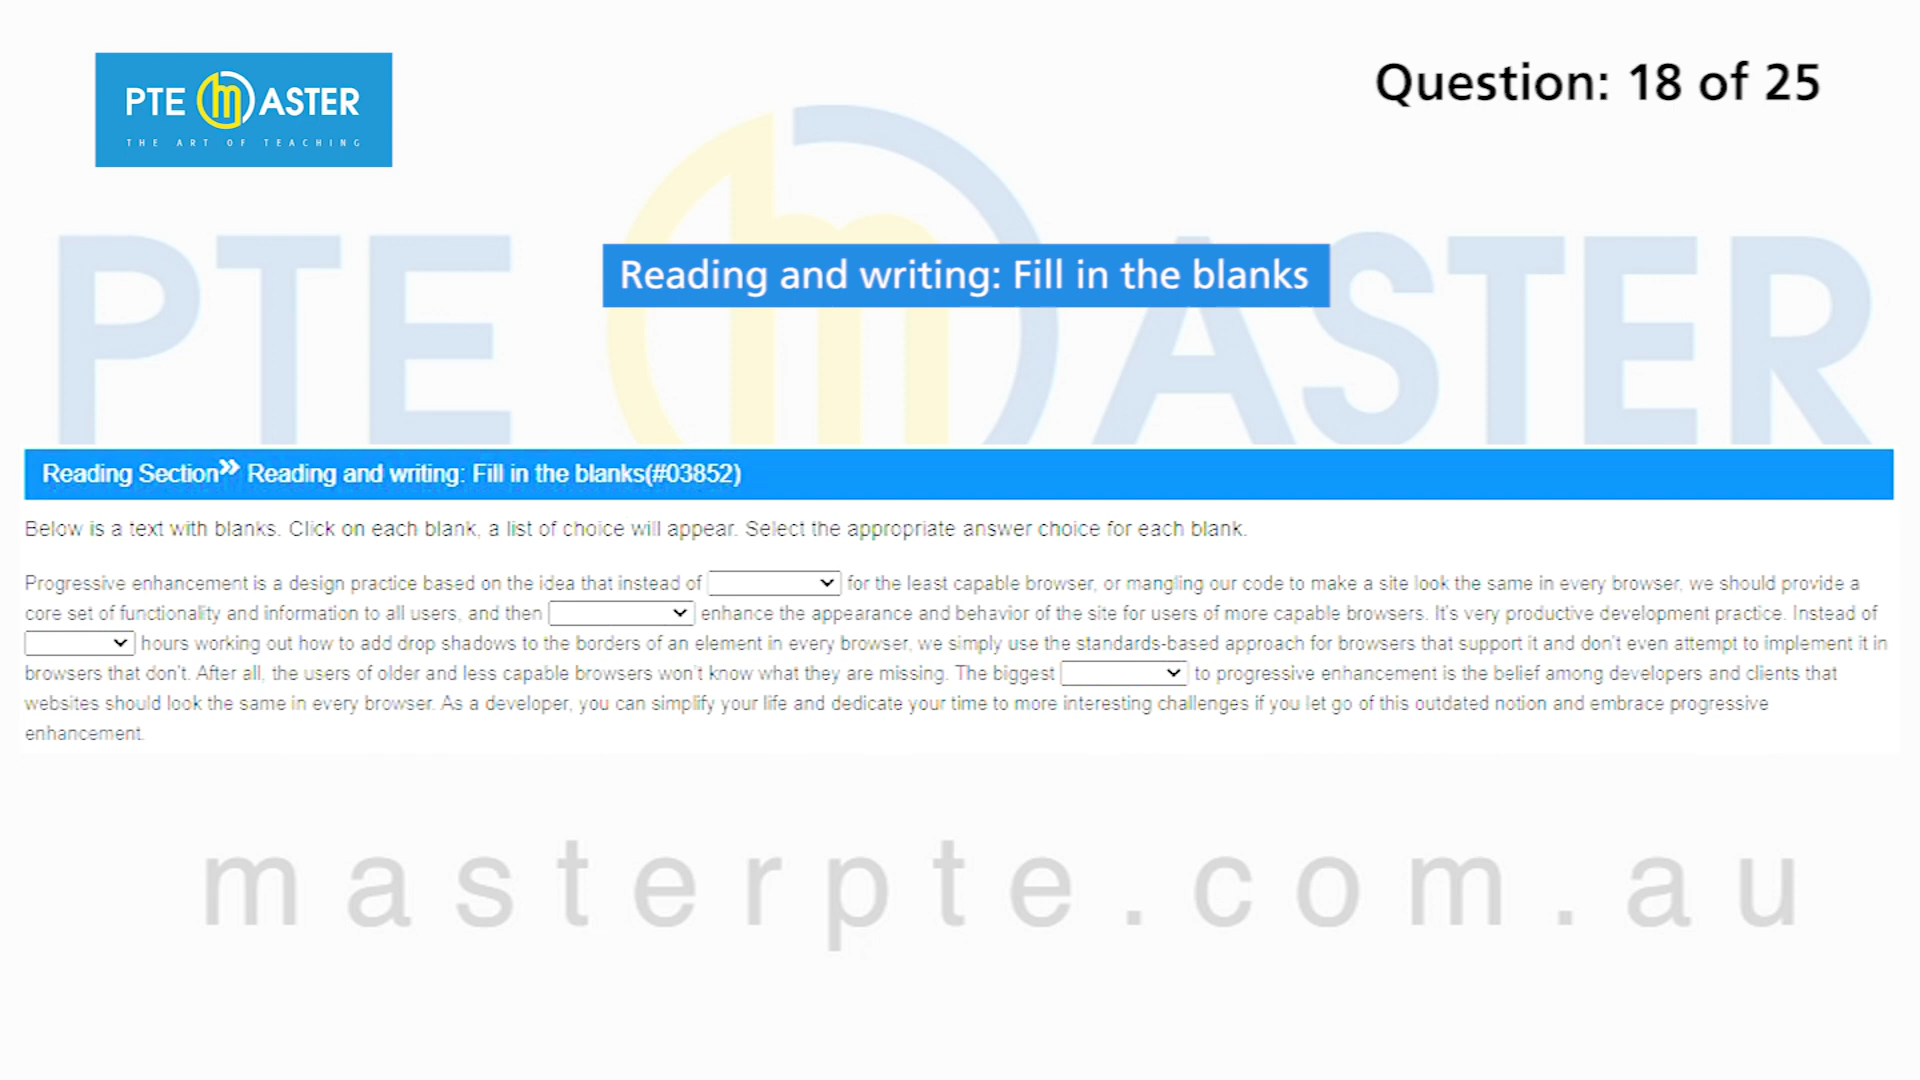 PTE MASTER
THE ART OF TEACHING
Question: 18 of 25
PTE MASTER
Reading and writing: Fill in the blanks
Reading Section» Reading and writing: Fill in the blanks(#03852)
Below is a text with blanks. Click on each blank, a list of choice will appear. Select the appropriate answer choice for each blank.
Progressive enhancement is a design practice based on the idea that instead of for the least capable browser, or mangling our code to make a site look the same in every browser, we should provide a
core set of functionality and information to all users, and then enhance the appearance and behavior of the site for users of more capable browsers. It's very productive development practice. Instead of
hours working out how to add drop shadows to the borders of an element in every browser, we simply use the standards-based approach for browsers that support it and don't even attempt to implement it in
browsers that don't. After all, the users of older and less capable browsers won't know what they are missing. The biggest to progressive enhancement is the belief among developers and clients that
websites should look the same in every browser. As a developer, you can simplify your life and dedicate your time to more interesting challenges if you let go of this outdated notion and embrace progressive
enhancement.
masterpte.com.au